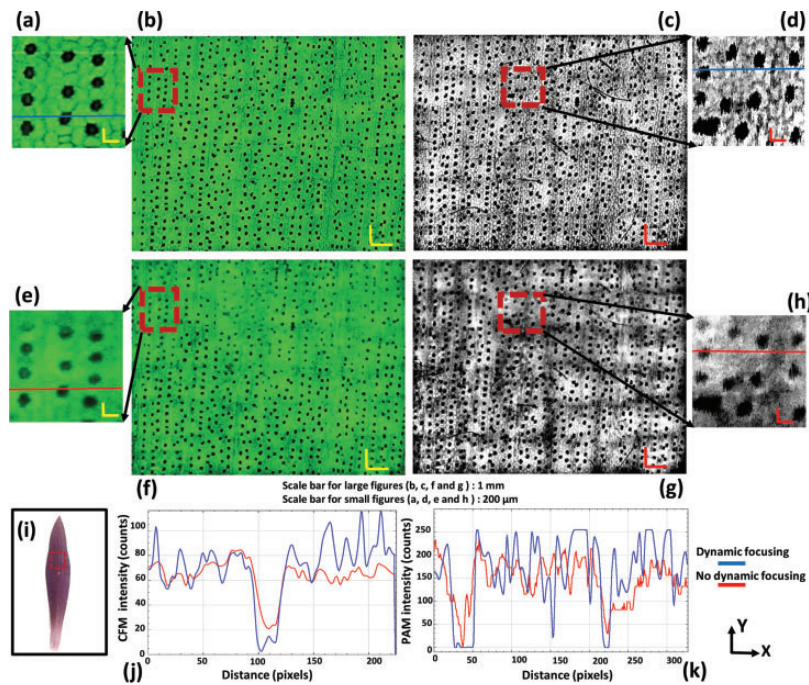 (a)
(b)
(c)
(d)
(e)
(h)
(f)
Scale bar for large figures (b, c, f and g) : 1 mm
Scale bar for small figures (a, d, e and h) : 200 µm
(g)
(i)
CFM intensity (counts)
100
80
60
40
20
0
0
50
100
150
200
Distance (pixels)
(j)
PAM intensity (counts)
250
200
150
100
50
0
0
50
100
150
200
250
300
Distance (pixels)
(k)
Dynamic focusing
No dynamic focusing
Y
X